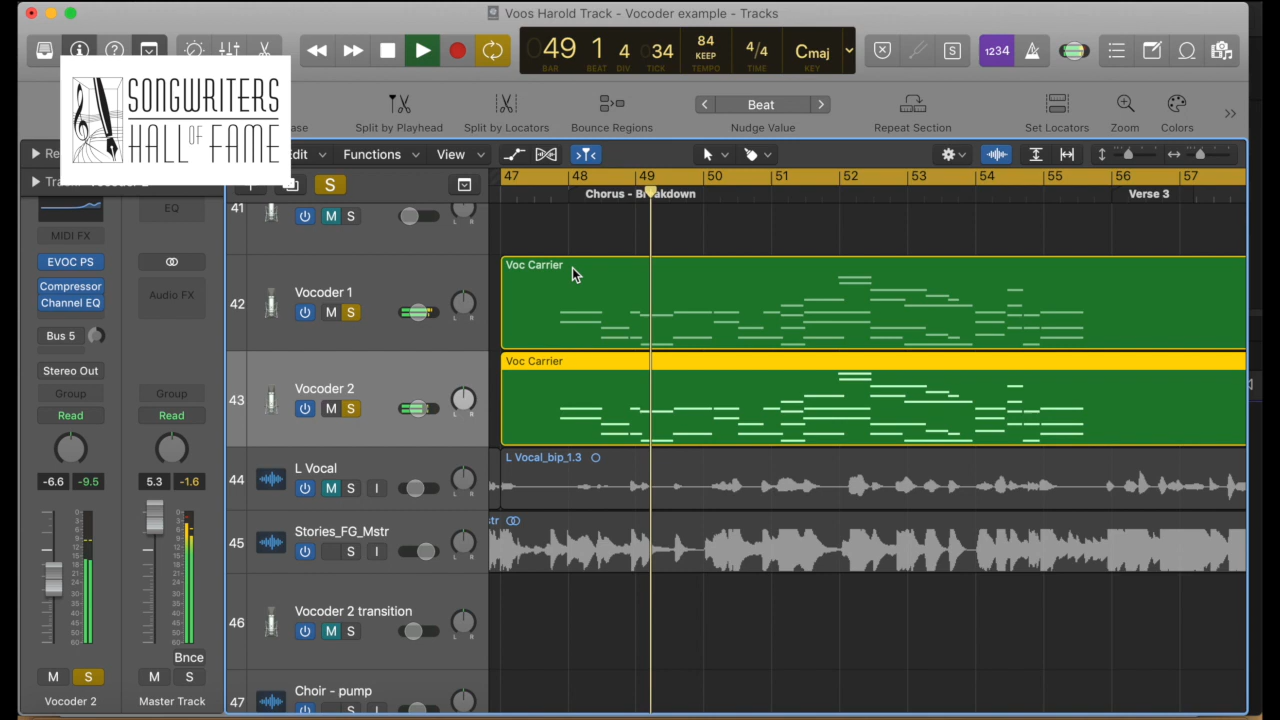 Voos Harold Track - Vocoder example - Tracks
49 1 4 34
BAR BEAT DIV TICK
84
KEEP
TEMPO
4/4
TIME
Cmaj
KEY
S
1234
SONGWRITERS
HALL OF FAME
Split by Playhead
Split by Locators
Bounce Regions
Beat
Nudge Value
Repeat Section
Set Locators
Zoom
Colors
Functions
View
S
47 48 49 50 51 52 53 54 55 56 57
Verse 3
MIDI FX
EVOC PS
Compressor
Channel EQ
Bus 5
Stereo Out
Group
Read
-6.6 -9.5
M S
Vocoder 2
EQ
Audio FX
Group
Read
5.3 -1.6
Bnce
M S
Master Track
41
M S
42
Vocoder 1
M S
Voc Carrier
43
Vocoder 2
M S
Voc Carrier
44
L Vocal
M S I
L Vocal_bip_1.3
45
Stories_FG_Mstr
S I
46
Vocoder 2 transition
M S
47
Choir - pump